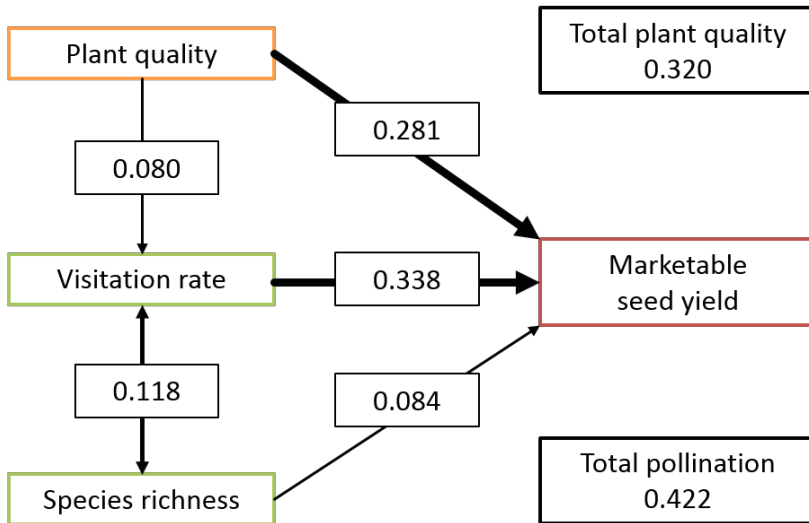 Plant quality
Total plant quality
0.320
0.281
0.080
Visitation rate
0.338
Marketable
seed yield
0.118
0.084
Species richness
Total pollination
0.422